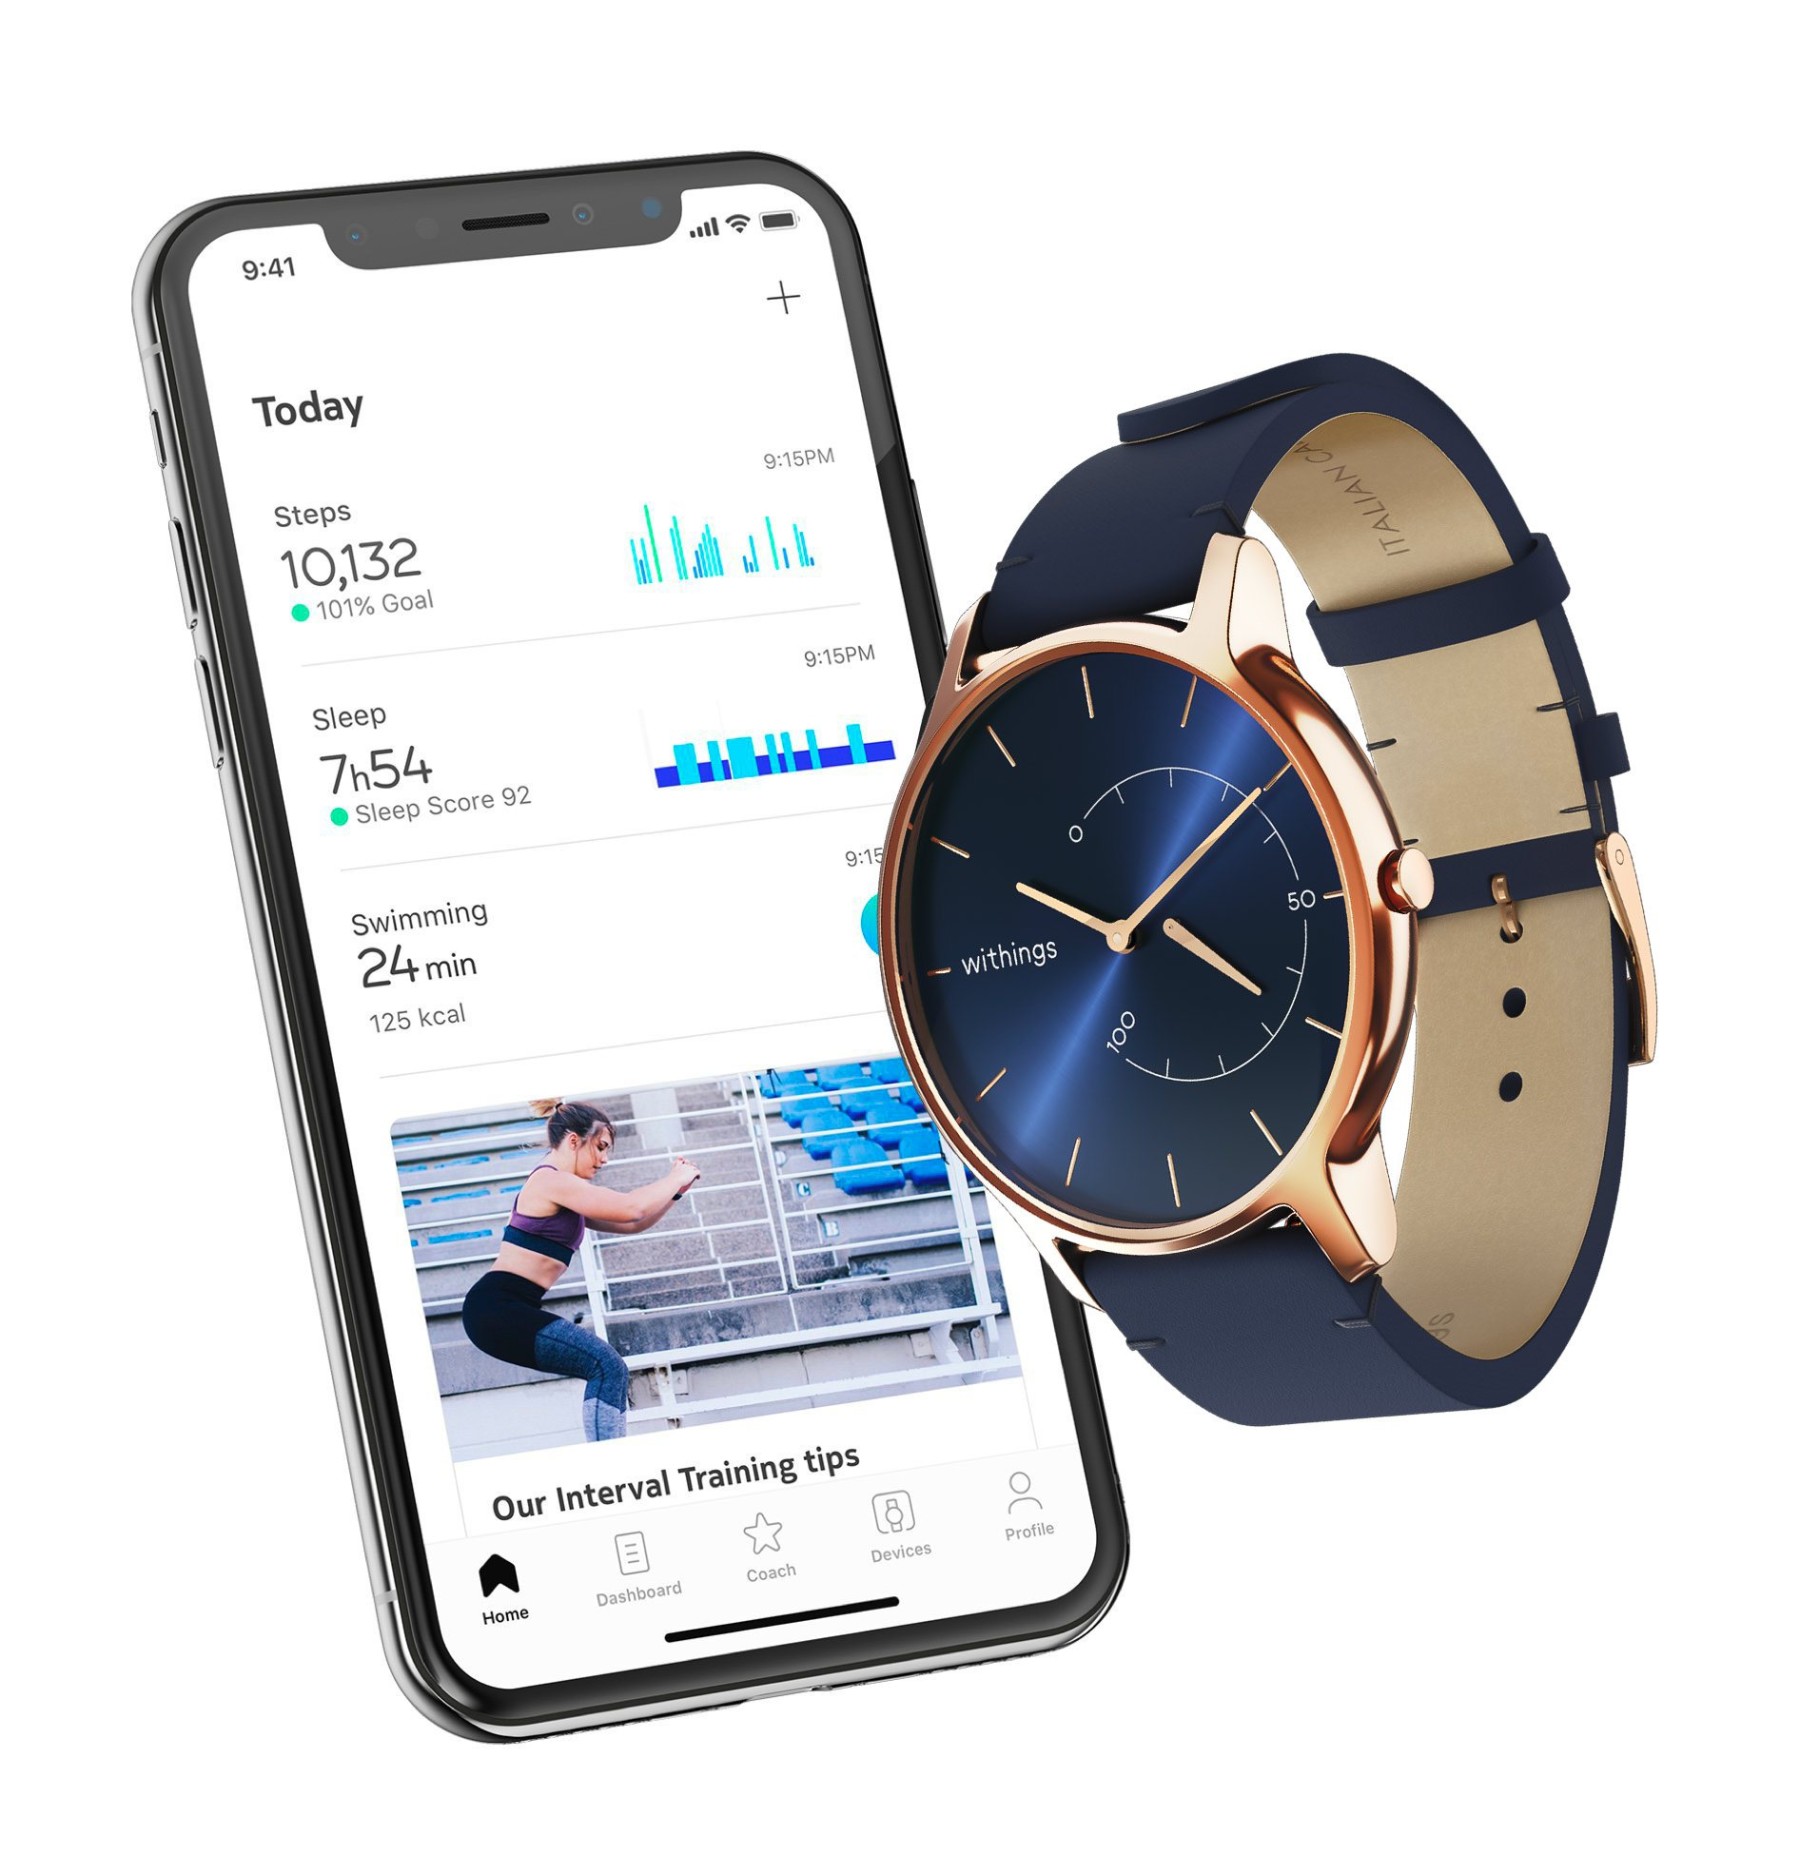 9:41
Today
9:15PM
Steps
10,132
101% Goal
9:15PM
Sleep
7h54
Sleep Score 92
9:15
Swimming
24 min
125 kcal
C
B
Our Interval Training tips
Home
Dashboard
Coach
Devices
Profile
ITALIAN
0
50
withings
100